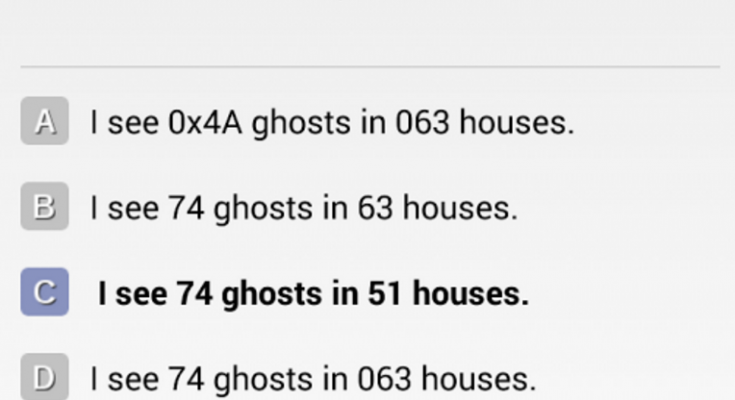 A I see 0x4A ghosts in 063 houses.
B I see 74 ghosts in 63 houses.
C I see 74 ghosts in 51 houses.
D I see 74 ghosts in 063 houses.